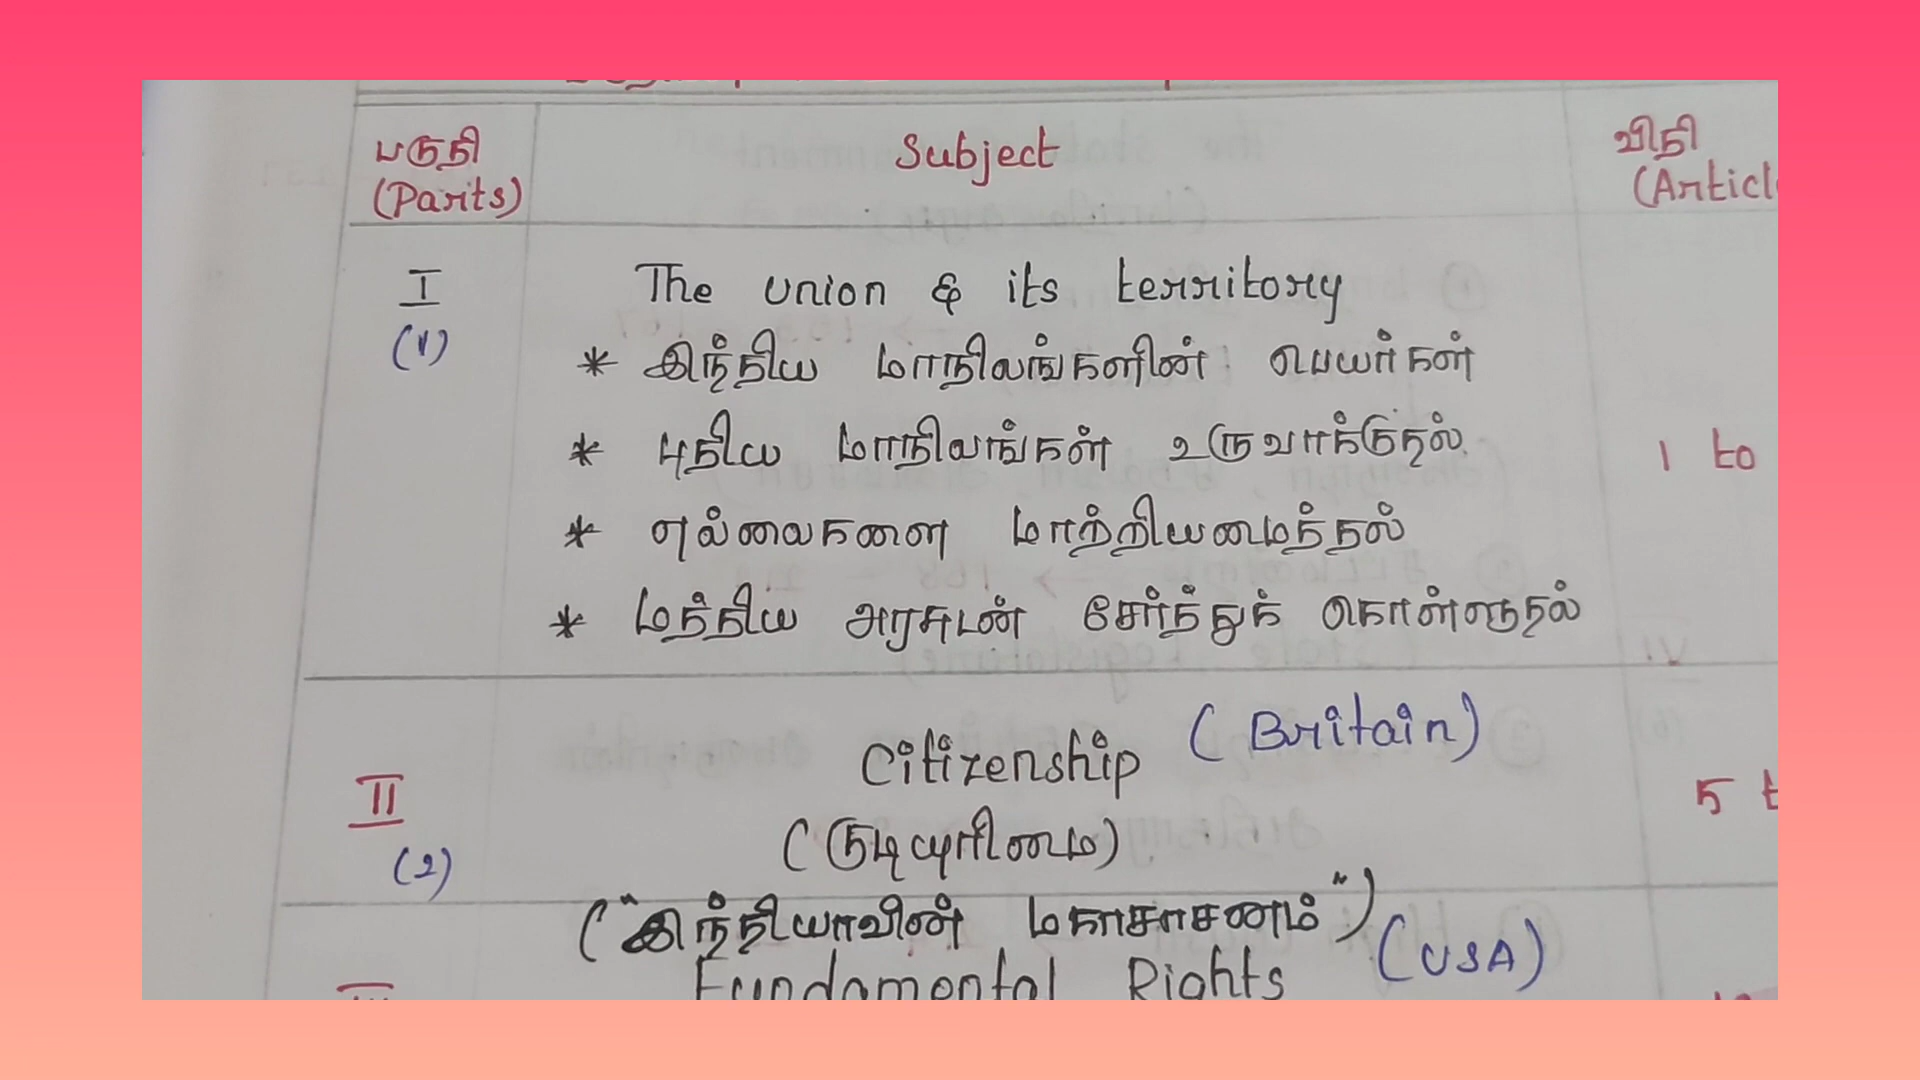 பகுதி Subject விதி
(Parts)
I The union & its territory
(1) * இந்திய மாநிலங்களின் பெயர்கள்
* புதிய மாநிலங்கள் உருவாக்குதல்.
1 to
* எல்லைகளை மாற்றியமைத்தல்
* மத்திய அரசுடன் சேர்த்துக் கொள்ளுதல்
II Citizenship (Britain)
5
(2) (குடியுரிமை)
("இந்தியாவின் மகாசாசனம்")
Fundamental Rights (USA)